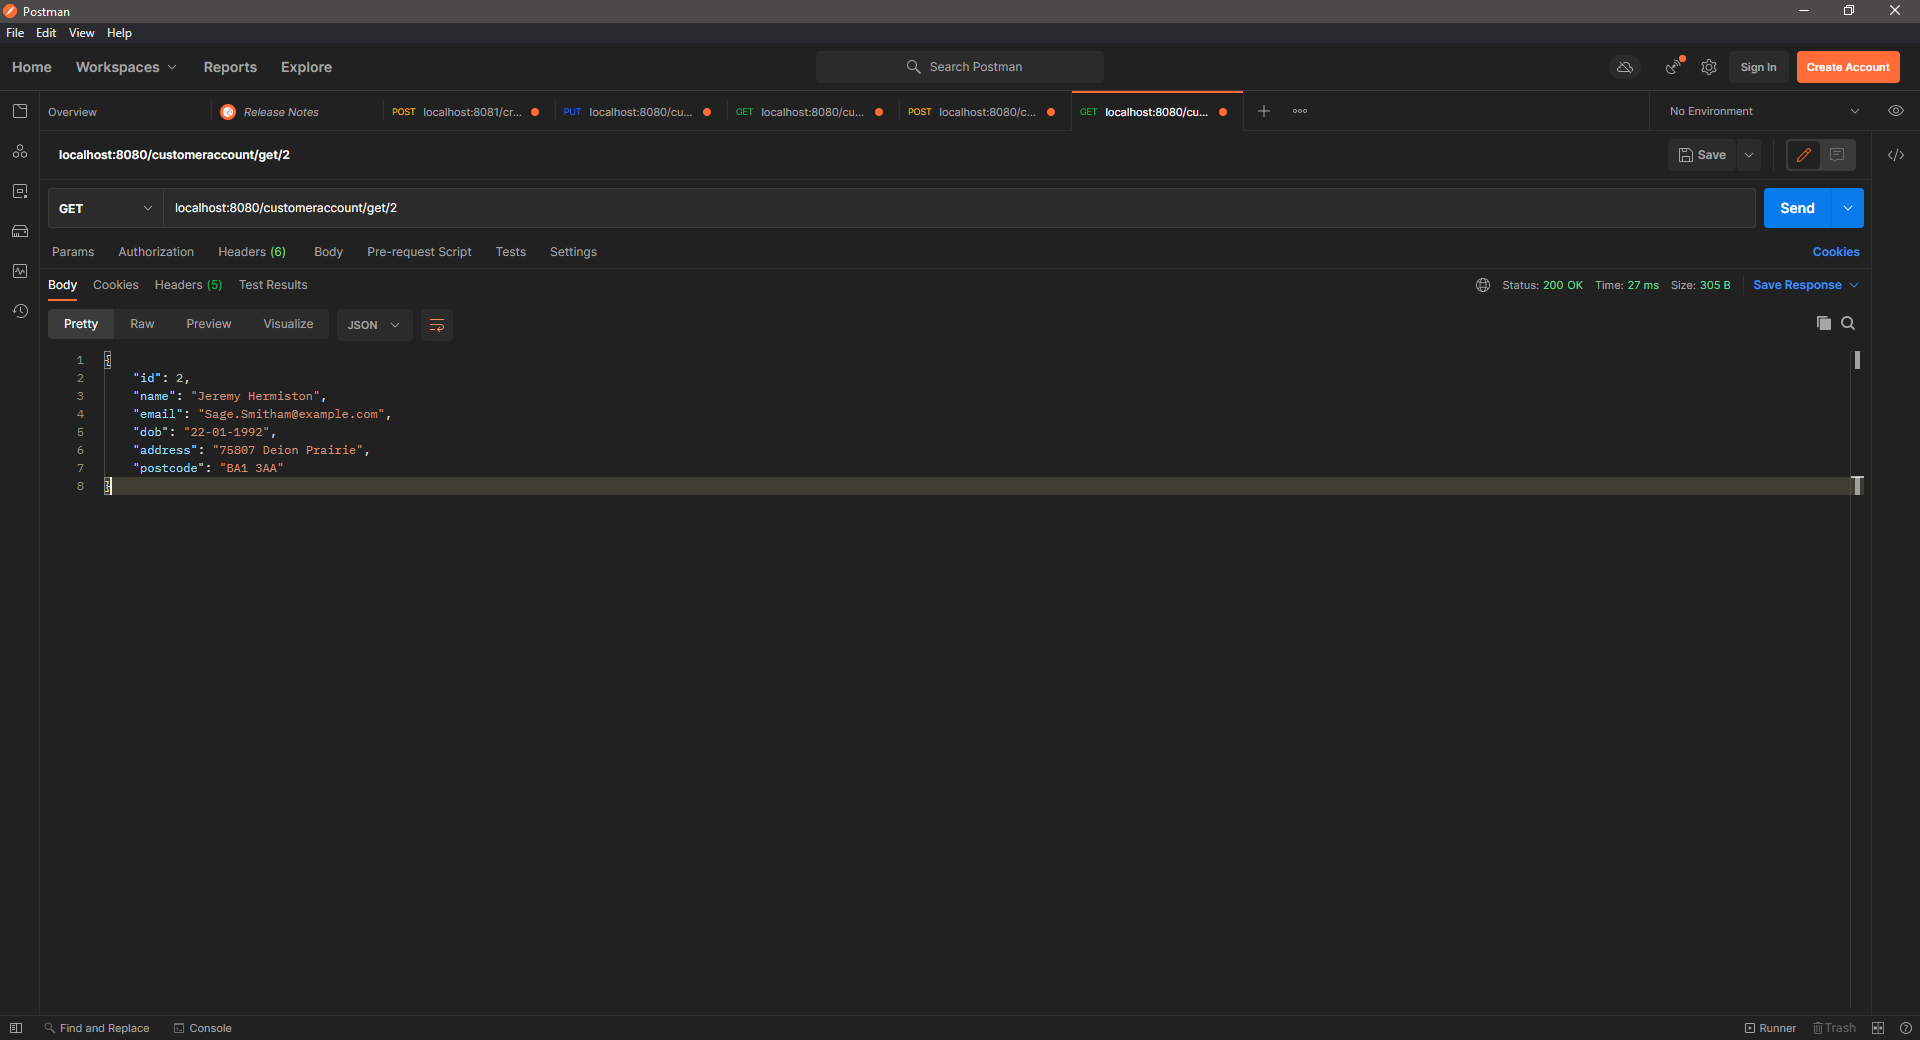 Postman
File Edit View Help
Home Workspaces Reports Explore Search Postman Sign In Create Account
Overview Release Notes POST localhost:8081/cr... PUT localhost:8080/cu... GET localhost:8080/cu... POST localhost:8080/c... GET localhost:8080/cu... No Environment
localhost:8080/customeraccount/get/2 Save
GET localhost:8080/customeraccount/get/2 Send
Params Authorization Headers (6) Body Pre-request Script Tests Settings Cookies
Body Cookies Headers (5) Test Results Status: 200 OK Time: 27 ms Size: 305 B Save Response
Pretty Raw Preview Visualize JSON
1 {
2 "id": 2,
3 "name": "Jeremy Hermiston",
4 "email": "Sage.Smitham@example.com",
5 "dob": "22-01-1992",
6 "address": "75807 Deion Prairie",
7 "postcode": "BA1 3AA"
8 }
Find and Replace Console Runner Trash